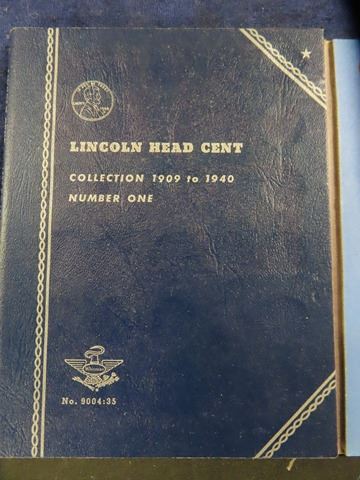 LINCOLN HEAD CENT
COLLECTION 1909 to 1940
NUMBER ONE
No. 9004:35